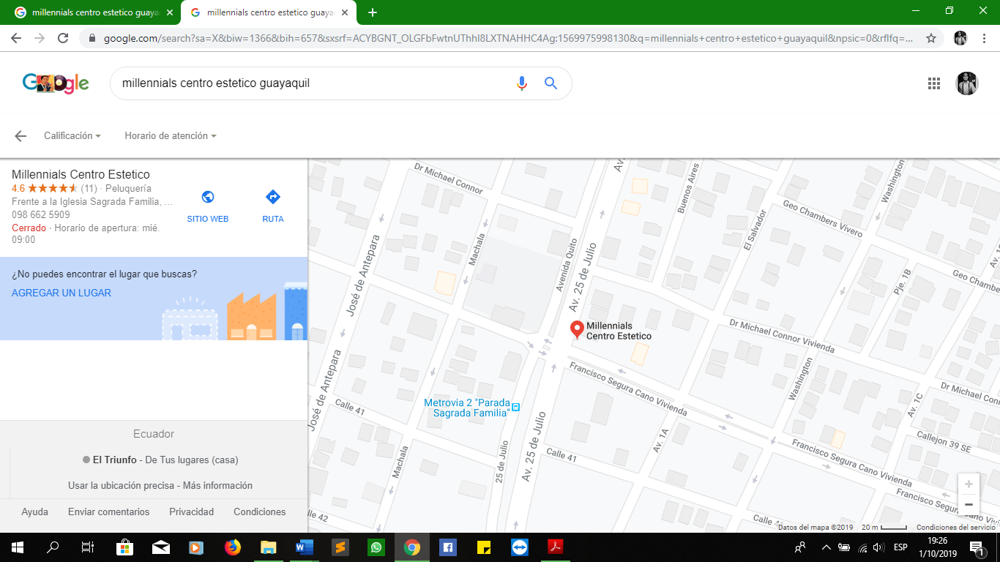 millennials centro estetico guaya
millennials centro estetico guaya
google.com/search?sa=X&biw=1366&bih=657&sxsrf=ACYBGNT_OLGFbFwtnUThhl8LXTNAHHC4Ag:1569975998130&q=millennials+centro+estetico+guayaquil&npsic=0&rflfq=...
Google
millennials centro estetico guayaquil
Calificación
Horario de atención
Millennials Centro Estetico
4.6 (11) · Peluquería
Frente a la Iglesia Sagrada Familia, ...
098 662 5909
Cerrado · Horario de apertura: mié.
09:00
SITIO WEB
RUTA
¿No puedes encontrar el lugar que buscas?
AGREGAR UN LUGAR
Ecuador
El Triunfo - De Tus lugares (casa)
Usar la ubicación precisa - Más información
Ayuda
Enviar comentarios
Privacidad
Condiciones
Dr Michael Connor
Av.
Buenos Aires
Washington
Geo Chambers Vivero
El Salvador
José de Antepara
Machala
Avenida Quito
Av. 25 de Julio
Pje. 1B
Geo Chambe
Millennials
Centro Estetico
Dr Michael Connor Vivienda
José de Antepara
Francisco Segura Cano Vivienda
Washington
Dr Michael Con
Metrovia 2 "Parada
Sagrada Familia"
Calle 41
Av. 1C
Av. 1A
Callejon 39 SE
Machala
25 de Julio
Av. 25 de Julio
Calle 41
Francisco Segura Cano Vivienda
Francisco Segura Cano
lle 42
Datos del mapa ©2019
20 m
Condiciones del servicio
ESP
19:26
1/10/2019
1